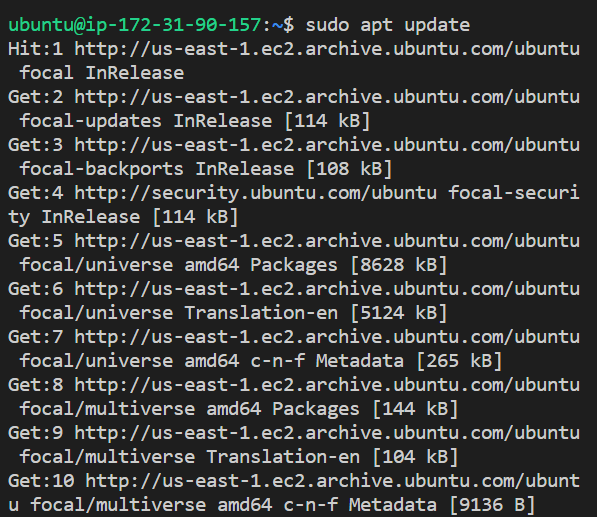 ubuntu@ip-172-31-90-157:~$ sudo apt update
Hit:1 http://us-east-1.ec2.archive.ubuntu.com/ubuntu
 focal InRelease
Get:2 http://us-east-1.ec2.archive.ubuntu.com/ubuntu
 focal-updates InRelease [114 kB]
Get:3 http://us-east-1.ec2.archive.ubuntu.com/ubuntu
 focal-backports InRelease [108 kB]
Get:4 http://security.ubuntu.com/ubuntu focal-securi
ty InRelease [114 kB]
Get:5 http://us-east-1.ec2.archive.ubuntu.com/ubuntu
 focal/universe amd64 Packages [8628 kB]
Get:6 http://us-east-1.ec2.archive.ubuntu.com/ubuntu
 focal/universe Translation-en [5124 kB]
Get:7 http://us-east-1.ec2.archive.ubuntu.com/ubuntu
 focal/universe amd64 c-n-f Metadata [265 kB]
Get:8 http://us-east-1.ec2.archive.ubuntu.com/ubuntu
 focal/multiverse amd64 Packages [144 kB]
Get:9 http://us-east-1.ec2.archive.ubuntu.com/ubuntu
 focal/multiverse Translation-en [104 kB]
Get:10 http://us-east-1.ec2.archive.ubuntu.com/ubunt
u focal/multiverse amd64 c-n-f Metadata [9136 B]